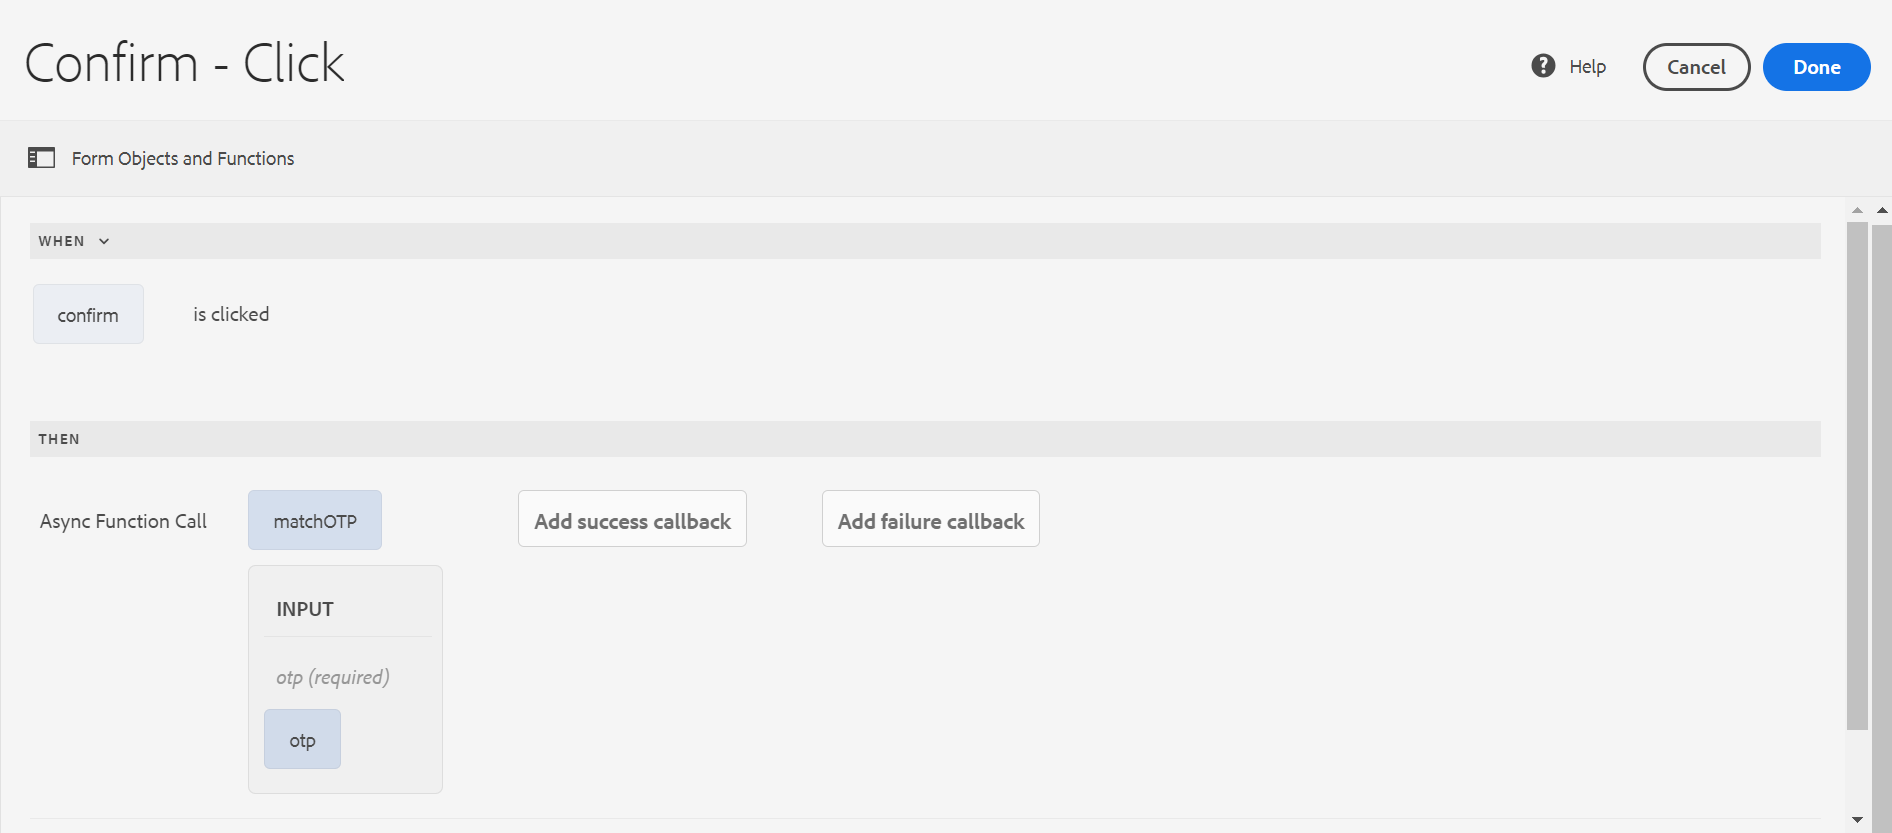 Confirm - Click
Help
Cancel
Done
Form Objects and Functions
WHEN
confirm
is clicked
THEN
Async Function Call
matchOTP
Add success callback
Add failure callback
INPUT
otp (required)
otp